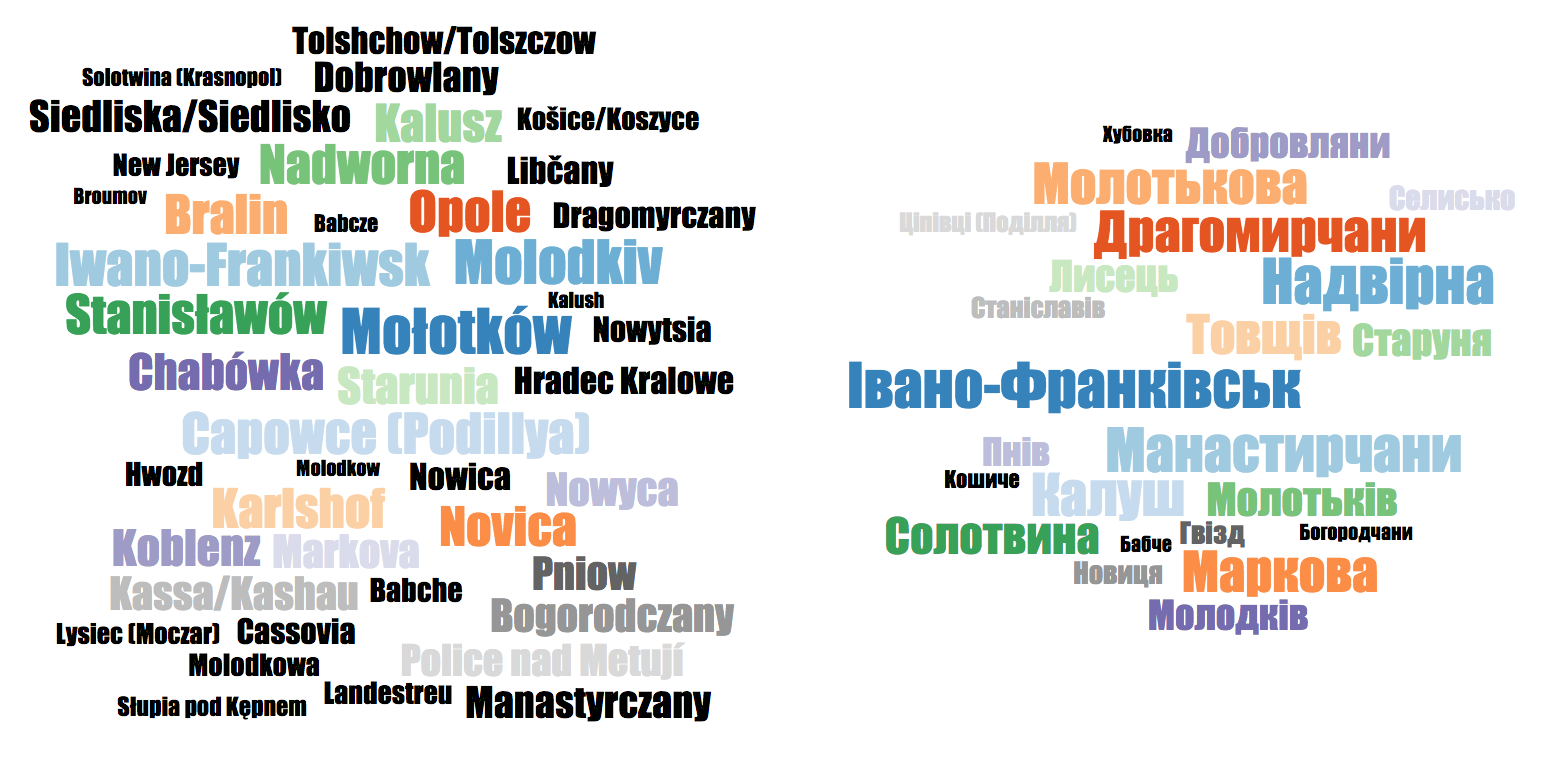 Tolshchow/Tolszczow
Solotwina (Krasnopol)
Dobrowlany
Siedliska/Siedlisko
Kalusz
Košice/Koszyce
New Jersey
Nadworna
Libčany
Broumov
Bralin
Babcze
Opole
Dragomyrczany
Iwano-Frankiwsk
Molodkiv
Stanisławów
Kalush
Mołotków
Nowytsia
Chabówka
Starunia
Hradec Kralowe
Capowce (Podillya)
Hwozd
Molodkow
Nowica
Nowyca
Karlshof
Novica
Koblenz
Markova
Pniow
Kassa/Kashau
Babche
Bogorodczany
Lysiec (Moczar)
Cassovia
Molodkowa
Police nad Metují
Słupia pod Kępnem
Landestreu
Manastyrczany
Хубовка
Добровляни
Молотькова
Селисько
Ціпівці (Поділля)
Драгомирчани
Лисець
Надвірна
Станіславів
Товщів
Старуня
Івано-Франківськ
Пнів
Манастирчани
Кошиче
Калуш
Молотьків
Солотвина
Бабче
Гвізд
Богородчани
Новиця
Маркова
Молодків